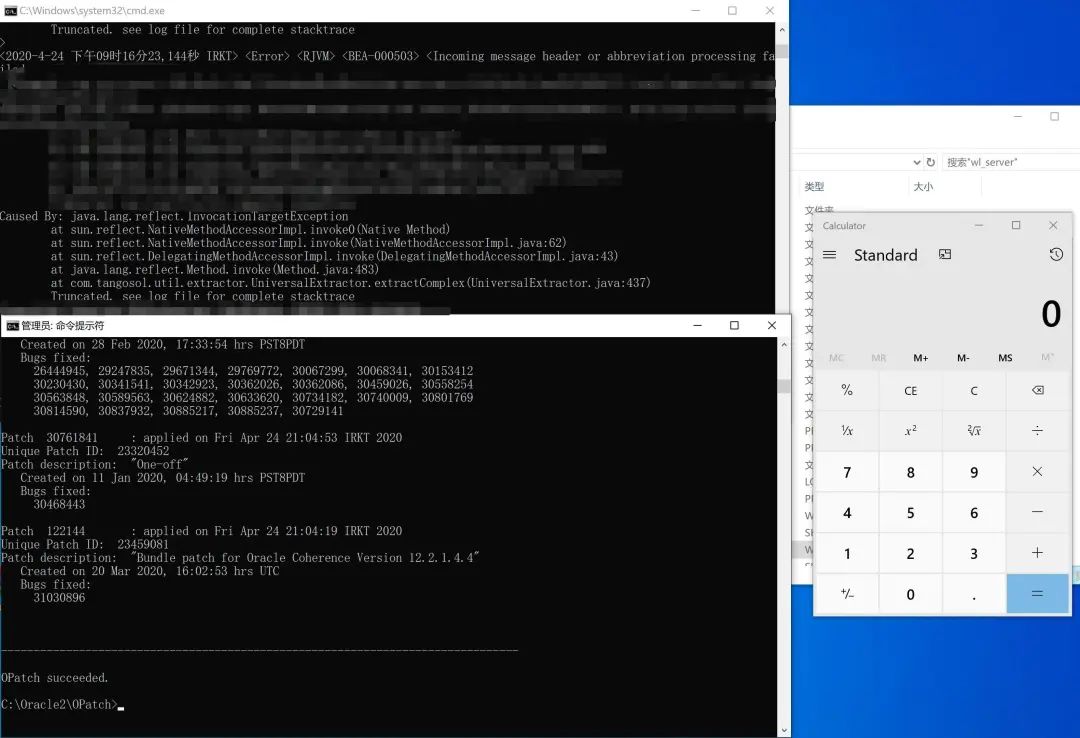 C:\Windows\system32\cmd.exe
Truncated. see log file for complete stacktrace
>
<2020-4-24 下午09时16分23,144秒 IRKT> <Error> <RJVM> <BEA-000503> <Incoming message header or abbreviation processing fa
iled
Caused By: java.lang.reflect.InvocationTargetException
at sun.reflect.NativeMethodAccessorImpl.invoke0(Native Method)
at sun.reflect.NativeMethodAccessorImpl.invoke(NativeMethodAccessorImpl.java:62)
at sun.reflect.DelegatingMethodAccessorImpl.invoke(DelegatingMethodAccessorImpl.java:43)
at java.lang.reflect.Method.invoke(Method.java:483)
at com.tangosol.util.extractor.UniversalExtractor.extractComplex(UniversalExtractor.java:437)
Truncated. see log file for complete stacktrace
管理员: 命令提示符
Created on 28 Feb 2020, 17:33:54 hrs PST8PDT
Bugs fixed:
26444945, 29247835, 29671344, 29769772, 30067299, 30068341, 30153412
30230430, 30341541, 30342923, 30362026, 30362086, 30459026, 30558254
30563848, 30589563, 30624882, 30633620, 30734182, 30740009, 30801769
30814590, 30837932, 30885217, 30885237, 30729141
Patch  30761841     : applied on Fri Apr 24 21:04:53 IRKT 2020
Unique Patch ID:  23320452
Patch description:  "One-off"
Created on 11 Jan 2020, 04:49:19 hrs PST8PDT
Bugs fixed:
30468443
Patch  122144       : applied on Fri Apr 24 21:04:19 IRKT 2020
Unique Patch ID:  23459081
Patch description:  "Bundle patch for Oracle Coherence Version 12.2.1.4.4"
Created on 20 Mar 2020, 16:02:53 hrs UTC
Bugs fixed:
31030896
--------------------------------------------------------------------------------
OPatch succeeded.
C:\Oracle2\OPatch>
搜索"wl_server"
类型 大小
文件夹
Calculator
Standard
0
MC MR M+ M- MS M˅
% CE C
¹/x x² ²√x ÷
7 8 9 ×
4 5 6 −
1 2 3 +
+/− 0 . =